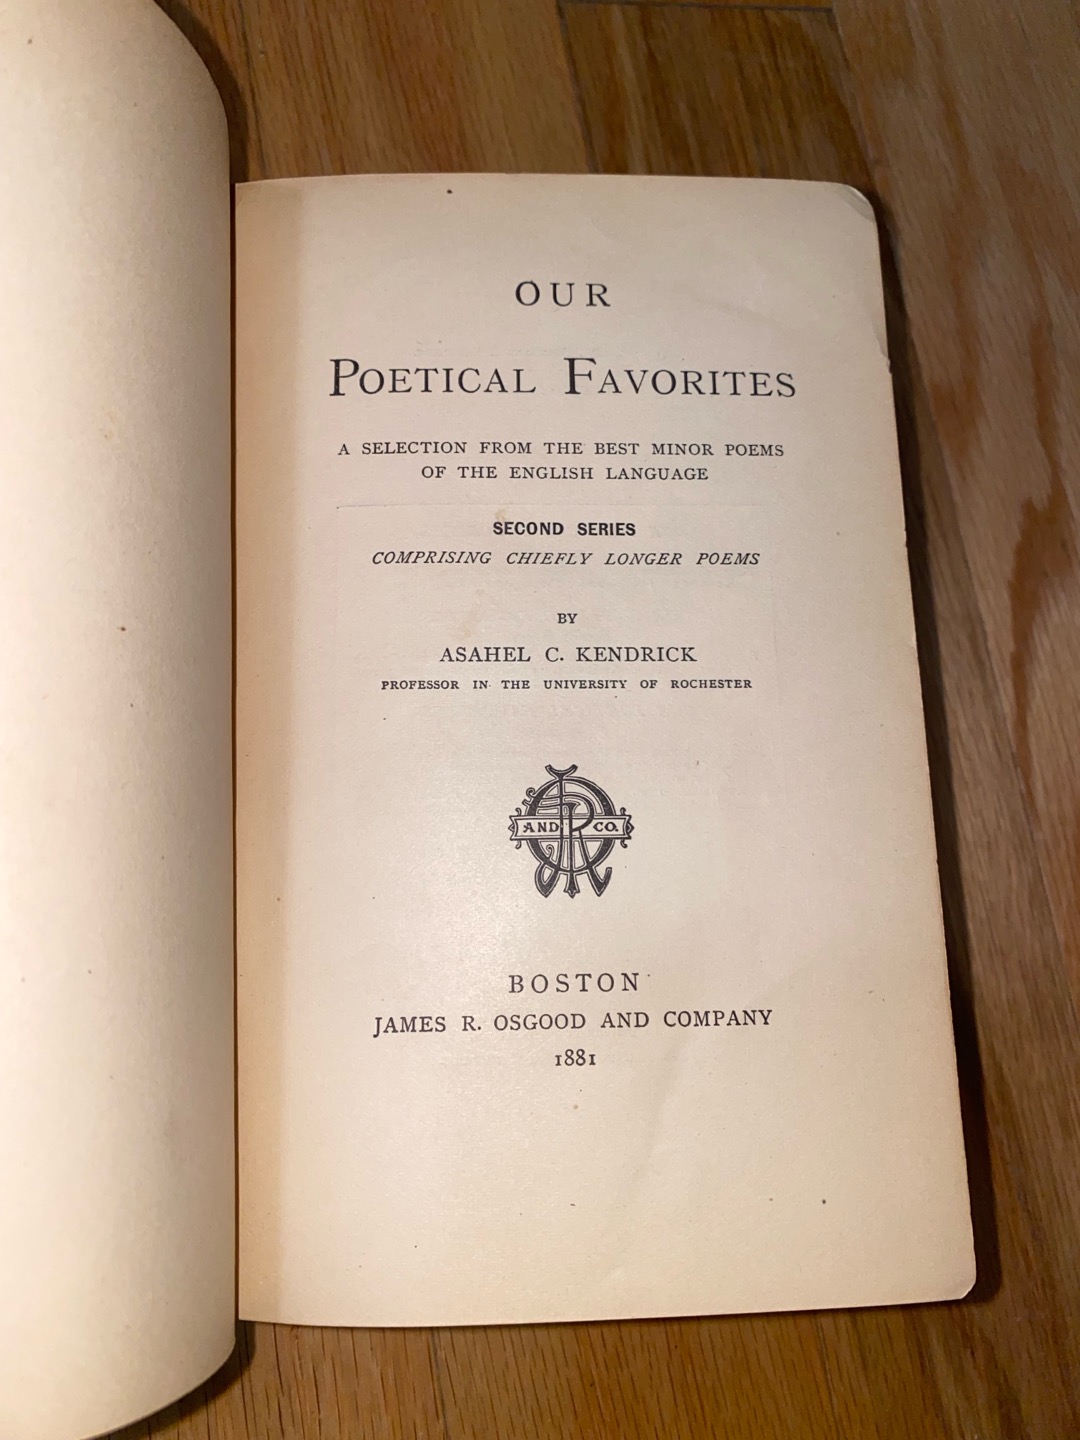 OUR
POETICAL FAVORITES
A SELECTION FROM THE BEST MINOR POEMS
OF THE ENGLISH LANGUAGE
SECOND SERIES
COMPRISING CHIEFLY LONGER POEMS
BY
ASAHEL C. KENDRICK
PROFESSOR IN THE UNIVERSITY OF ROCHESTER
AND CO.
BOSTON
JAMES R. OSGOOD AND COMPANY
1881